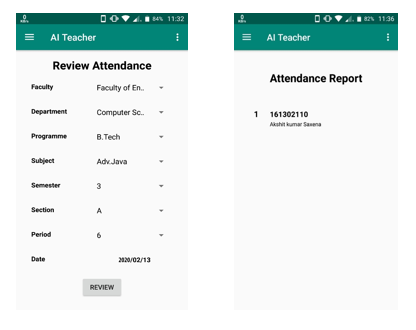 84% 11:32
AI Teacher
Review Attendance
Faculty Faculty of En..
Department Computer Sc..
Programme B.Tech
Subject Adv.Java
Semester 3
Section A
Period 6
Date 2020/02/13
REVIEW
82% 11:36
AI Teacher
Attendance Report
1 161302110
Akshit kumar Saxena